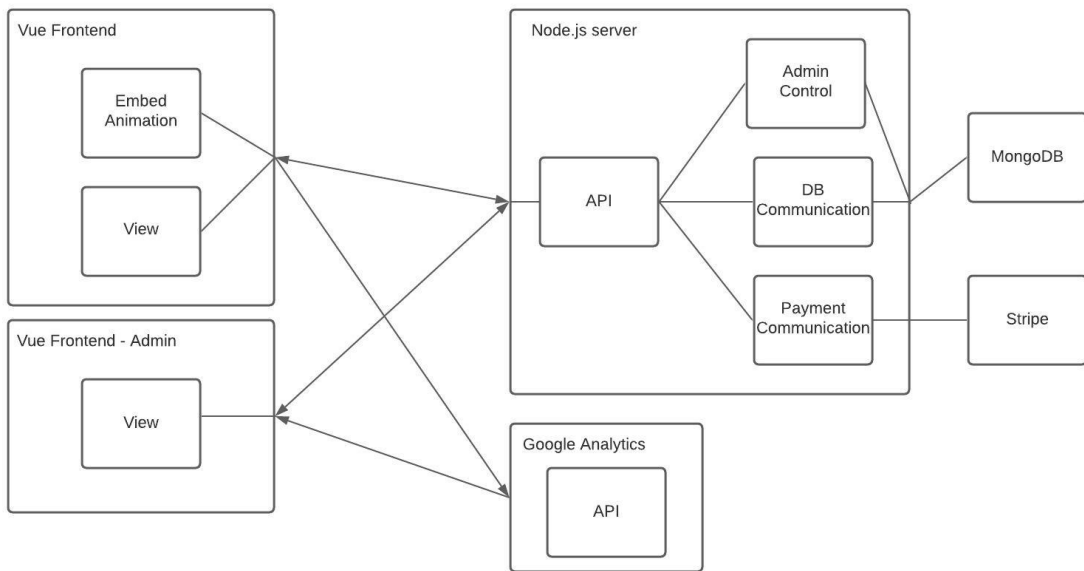 Vue Frontend
Embed
Animation
View
Vue Frontend - Admin
View
Node.js server
API
Admin
Control
DB
Communication
Payment
Communication
MongoDB
Stripe
Google Analytics
API